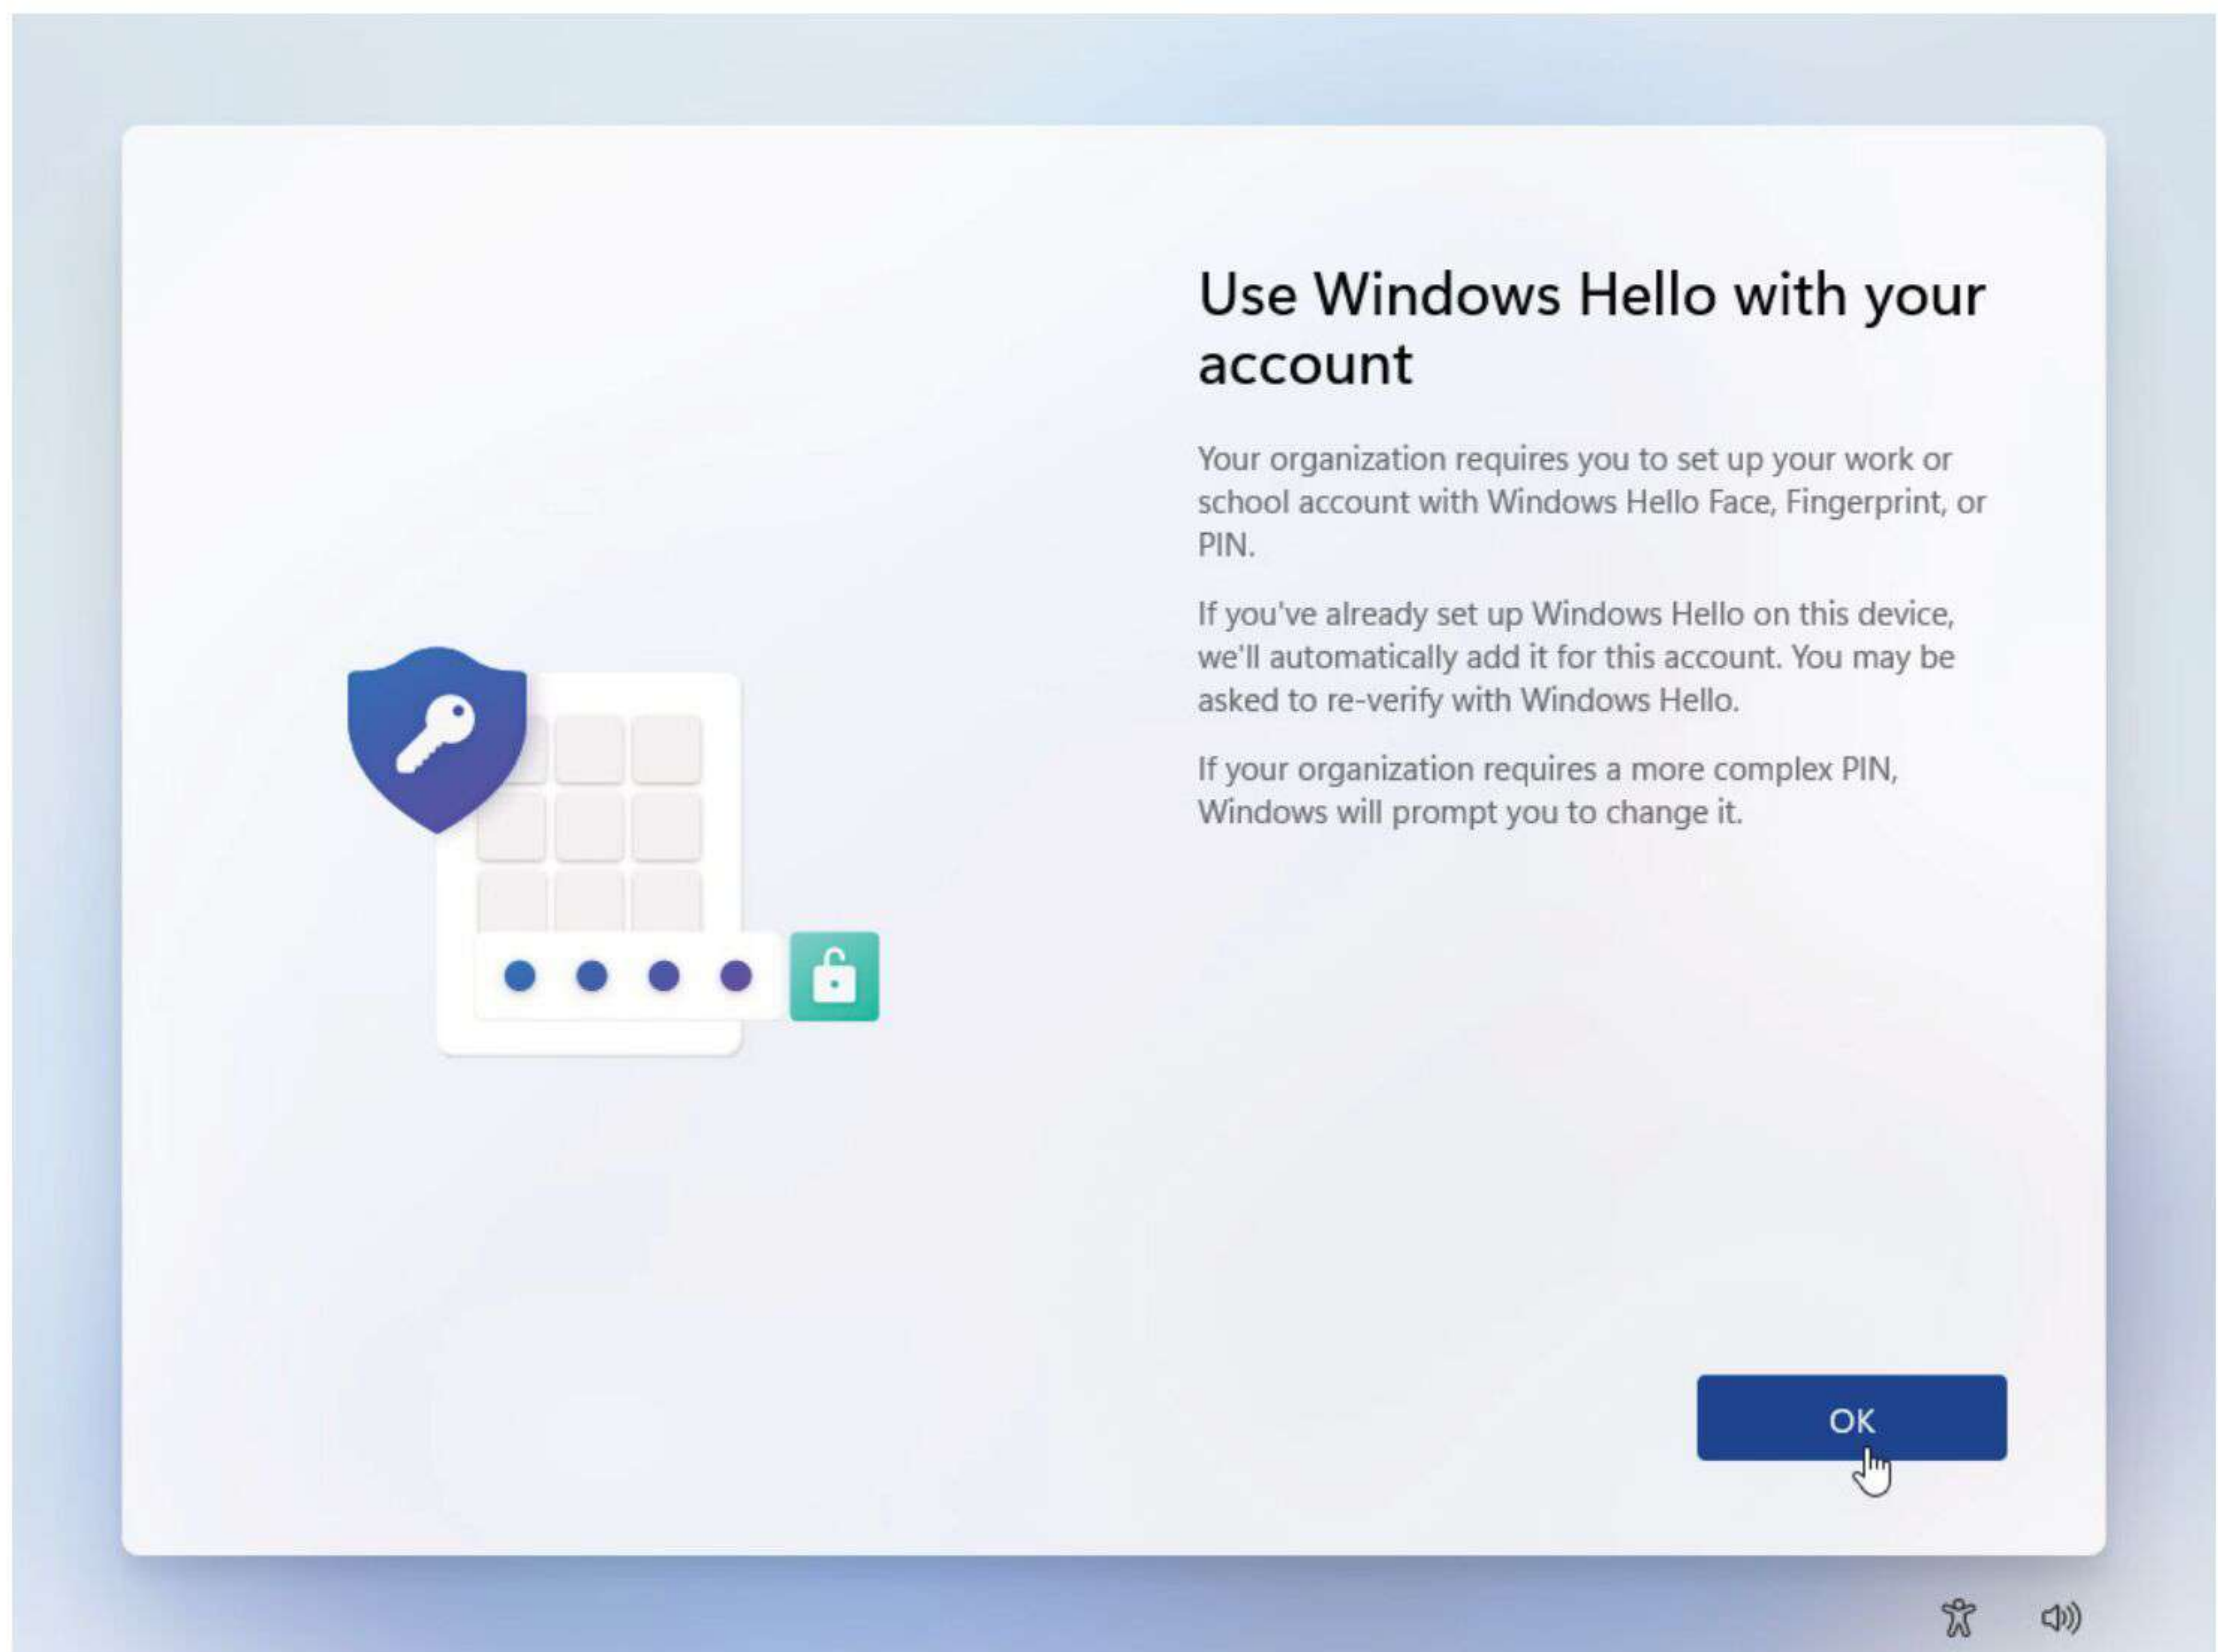 Use Windows Hello with your
account
Your organization requires you to set up your work or
school account with Windows Hello Face, Fingerprint, or
PIN.
If you've already set up Windows Hello on this device,
we'll automatically add it for this account. You may be
asked to re-verify with Windows Hello.
If your organization requires a more complex PIN,
Windows will prompt you to change it.
OK